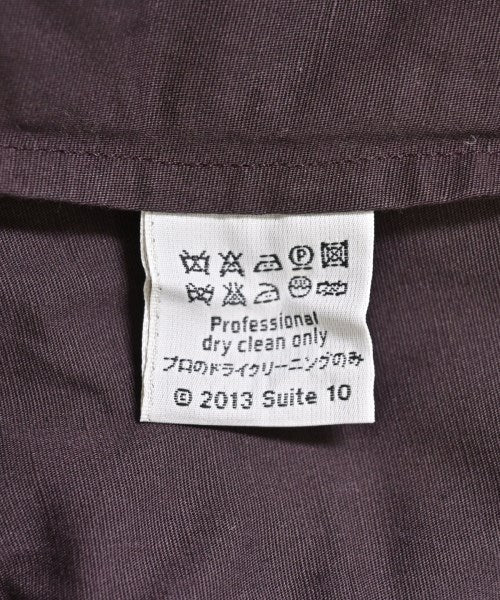 Professional
dry clean only
プロのドライクリーニングのみ
© 2013 Suite 10